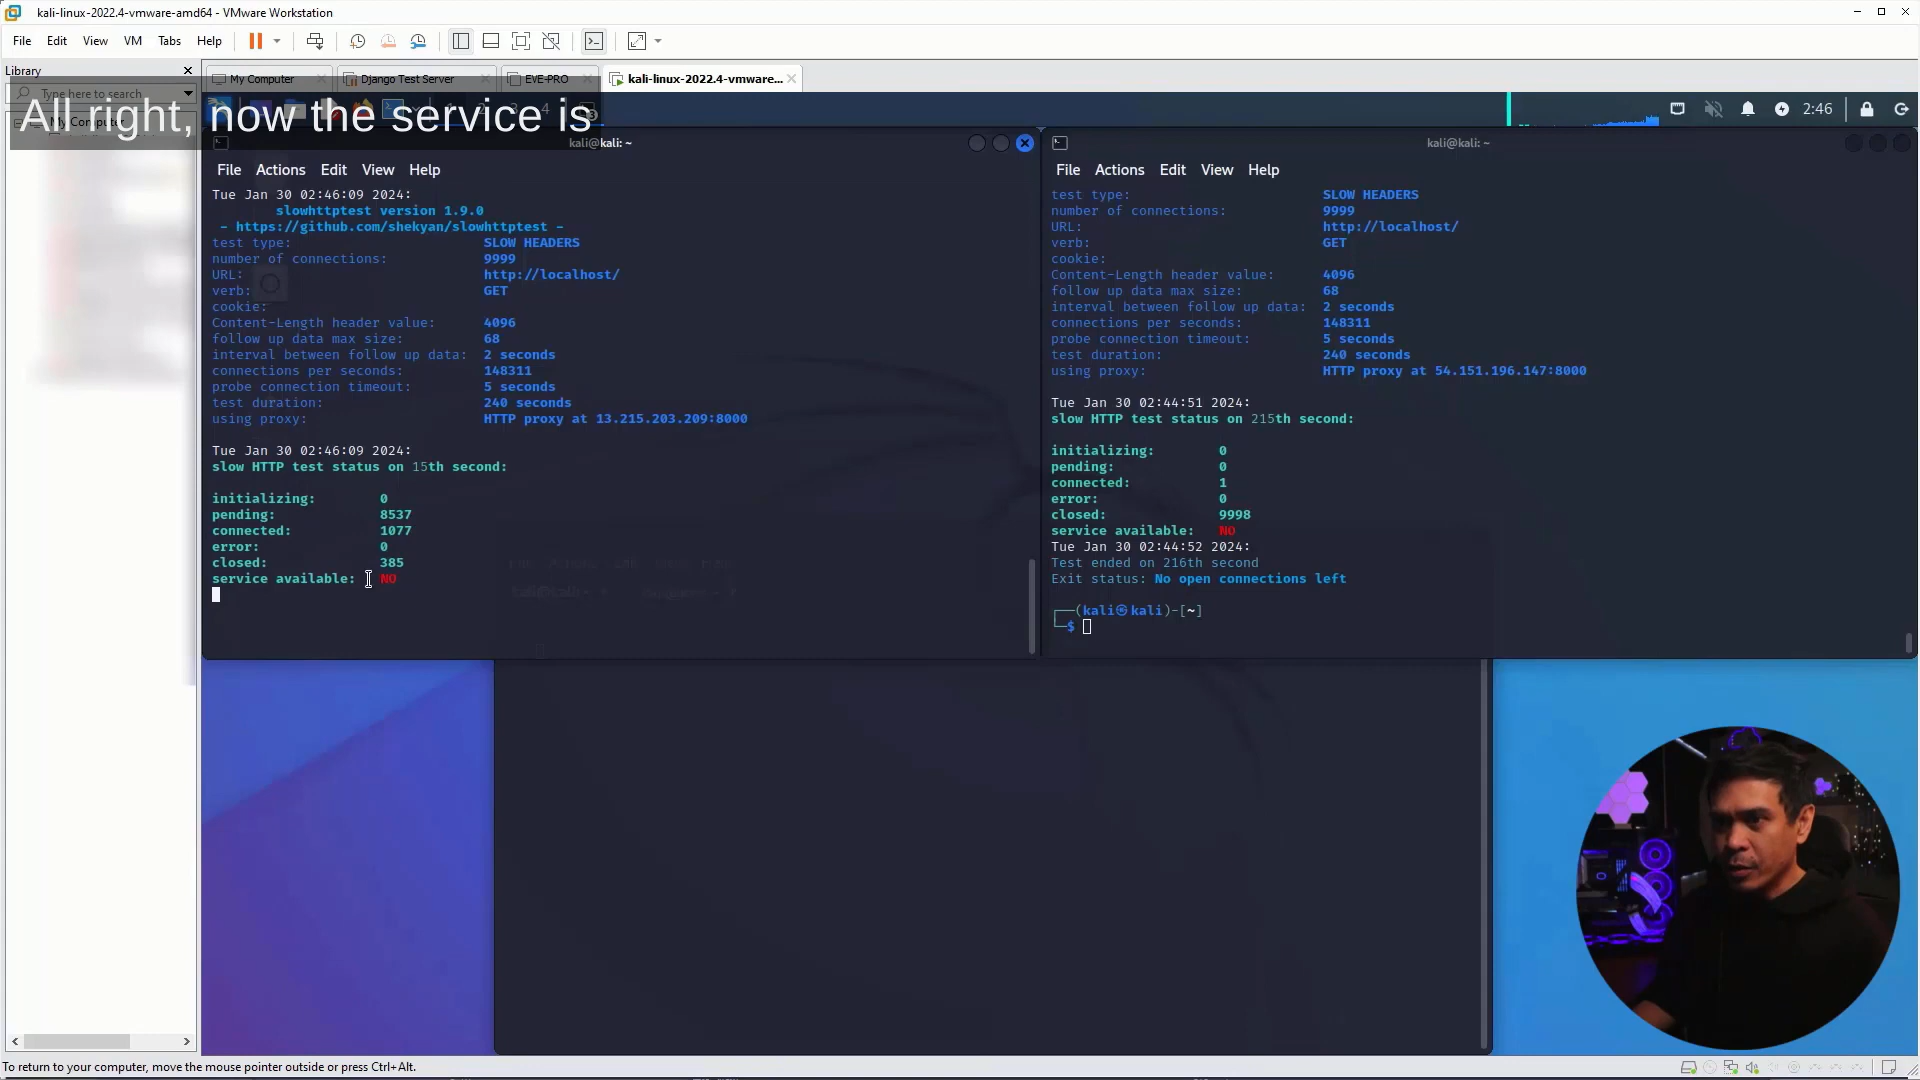 kali-linux-2022.4-vmware-amd64 - VMware Workstation
File Edit View VM Tabs Help
Library
My Computer Django Test Server EVE-PRO kali-linux-2022.4-vmware...
Type here to search
My Computer
All right, now the service is
3 4 2:46
kali@kali: ~
File Actions Edit View Help
Tue Jan 30 02:46:09 2024:
slowhttptest version 1.9.0
- https://github.com/shekyan/slowhttptest -
test type: SLOW HEADERS
number of connections: 9999
URL: http://localhost/
verb: GET
cookie:
Content-Length header value: 4096
follow up data max size: 68
interval between follow up data: 2 seconds
connections per seconds: 148311
probe connection timeout: 5 seconds
test duration: 240 seconds
using proxy: HTTP proxy at 13.215.203.209:8000
Tue Jan 30 02:46:09 2024:
slow HTTP test status on 15th second:
initializing: 0
pending: 8537
connected: 1077
error: 0
closed: 385
service available: NO
kali@kali: ~
File Actions Edit View Help
test type: SLOW HEADERS
number of connections: 9999
URL: http://localhost/
verb: GET
cookie:
Content-Length header value: 4096
follow up data max size: 68
interval between follow up data: 2 seconds
connections per seconds: 148311
probe connection timeout: 5 seconds
test duration: 240 seconds
using proxy: HTTP proxy at 54.151.196.147:8000
Tue Jan 30 02:44:51 2024:
slow HTTP test status on 215th second:
initializing: 0
pending: 0
connected: 1
error: 0
closed: 9998
service available: NO
Tue Jan 30 02:44:52 2024:
Test ended on 216th second
Exit status: No open connections left
┌──(kali㉿kali)-[~]
└─$
To return to your computer, move the mouse pointer outside or press Ctrl+Alt.